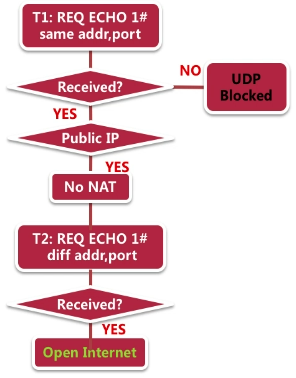 T1: REQ ECHO 1#
same addr,port
Received?
NO
UDP
Blocked
YES
Public IP
YES
No NAT
T2: REQ ECHO 1#
diff addr,port
Received?
YES
Open Internet